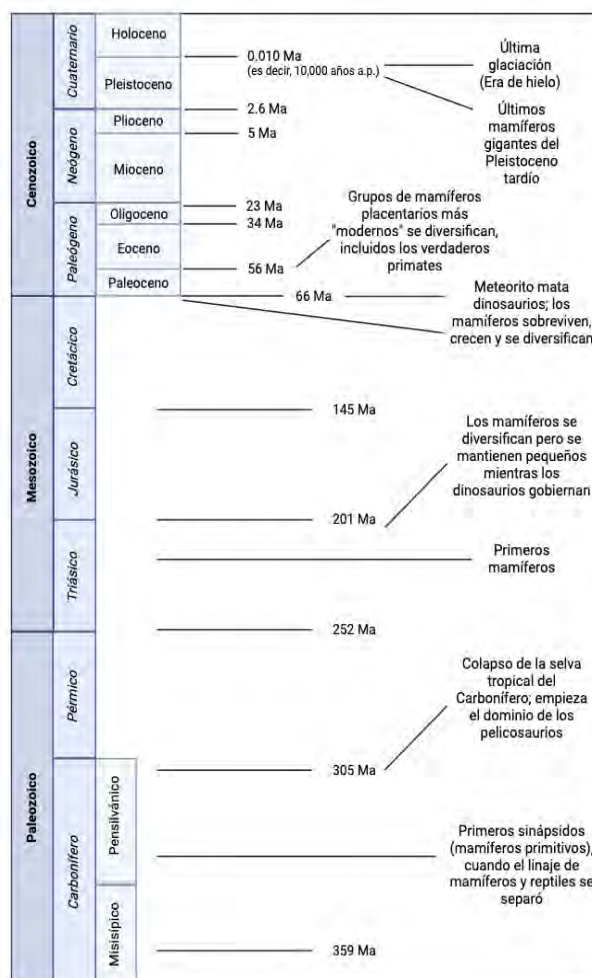 Cenozoico
Cuaternario
Holoceno
Pleistoceno
0,010 Ma
(es decir, 10,000 años a.p.)
Última
glaciación
(Era de hielo)
Últimos
mamíferos
gigantes del
Pleistoceno
tardío
2.6 Ma
Neógeno
Plioceno
5 Ma
Mioceno
23 Ma
Paleógeno
Oligoceno
34 Ma
Eoceno
56 Ma
Paleoceno
Grupos de mamíferos
placentarios más
"modernos" se diversifican,
incluidos los verdaderos
primates
66 Ma
Meteorito mata
dinosaurios; los
mamíferos sobreviven,
crecen y se diversifican
Mesozoico
Cretácico
145 Ma
Jurásico
Los mamíferos se
diversifican pero se
mantienen pequeños
mientras los
dinosaurios gobiernan
201 Ma
Triásico
Primeros
mamíferos
252 Ma
Paleozoico
Pérmico
Colapso de la selva
tropical del
Carbonífero; empieza
el dominio de los
pelicosaurios
305 Ma
Carbonífero
Pensilvánico
Primeros sinápsidos
(mamíferos primitivos),
cuando el linaje de
mamíferos y reptiles se
separó
Misisípico
359 Ma